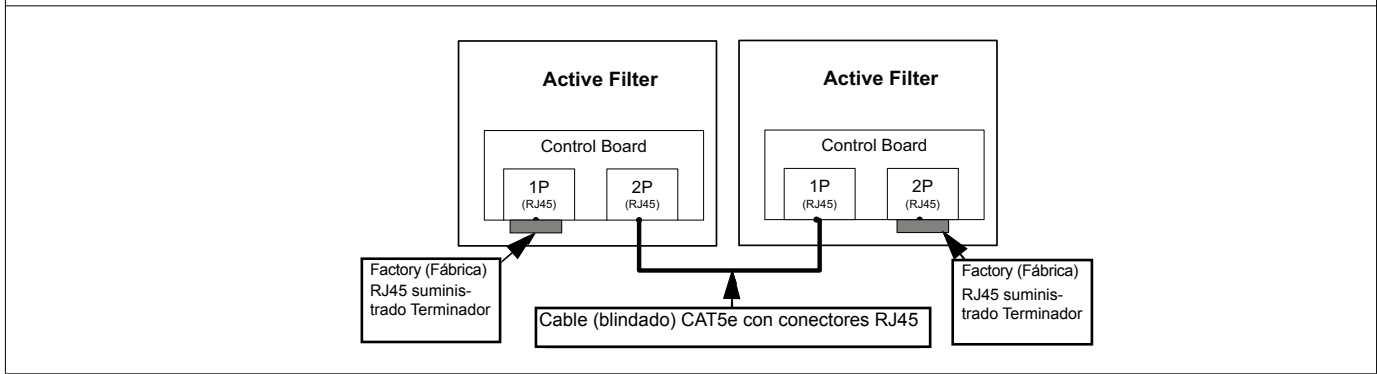 Active Filter
Control Board
1P
(RJ45)
2P
(RJ45)
Active Filter
Control Board
1P
(RJ45)
2P
(RJ45)
Factory (Fábrica)
RJ45 suminis-
trado Terminador
Cable (blindado) CAT5e con conectores RJ45
Factory (Fábrica)
RJ45 suminis-
trado Terminador